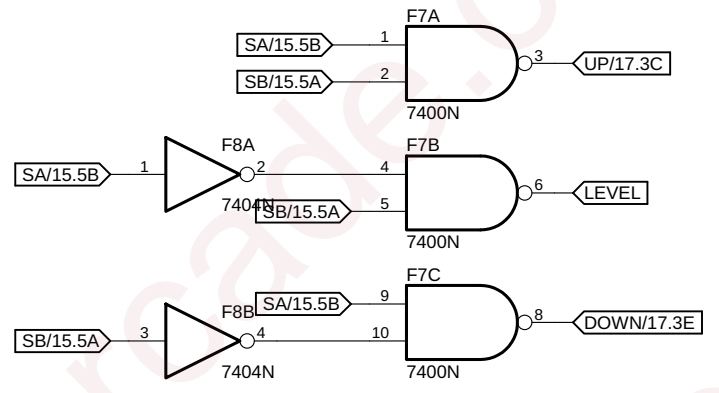 F7A
SA/15.5B 1
3 UP/17.3C
SB/15.5A 2
7400N
F8A F7B
SA/15.5B 1 2 4
6 LEVEL
7404N SB/15.5A 5
7400N
F7C
F8B SA/15.5B 9
8 DOWN/17.3E
SB/15.5A 3 4 10
7404N 7400N